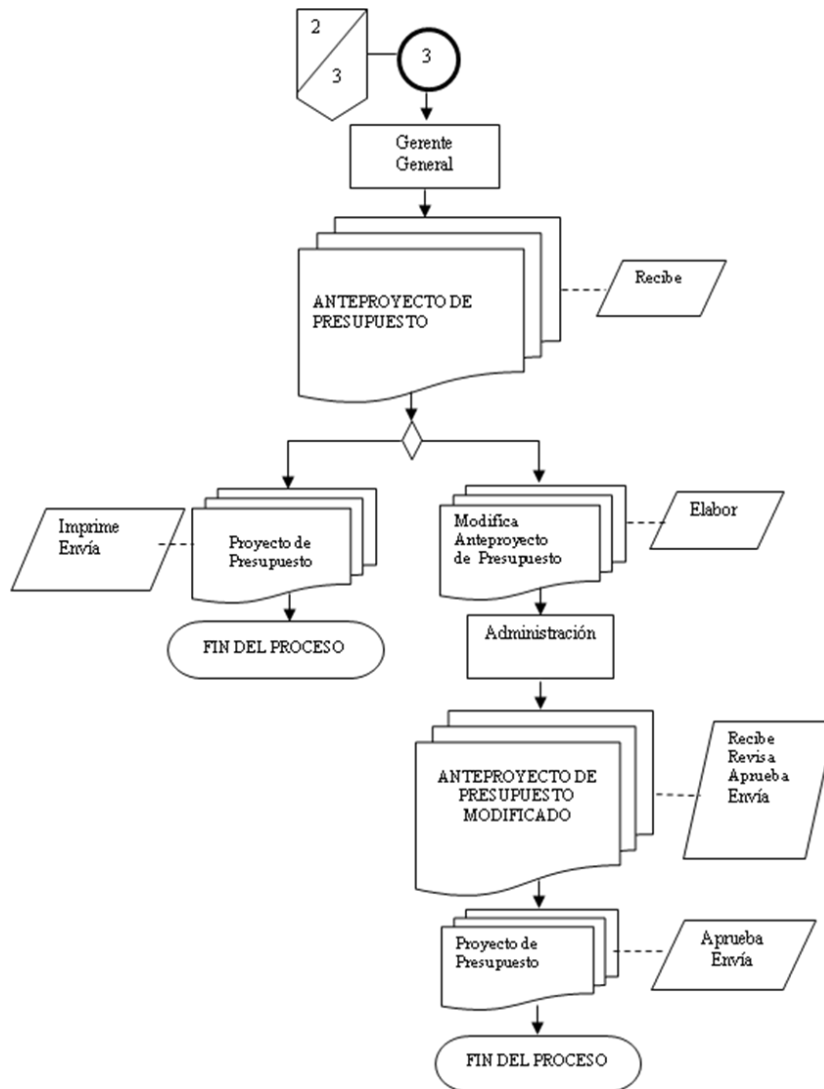 2
3
3
Gerente
General
ANTEPROYECTO DE
PRESUPUESTO
Recibe
Imprime
Envía
Proyecto de
Presupuesto
Modifica
Anteproyecto
de Presupuesto
Elabor
FIN DEL PROCESO
Administración
ANTEPROYECTO DE
PRESUPUESTO
MODIFICADO
Recibe
Revisa
Aprueba
Envía
Proyecto de
Presupuesto
Aprueba
Envía
FIN DEL PROCESO